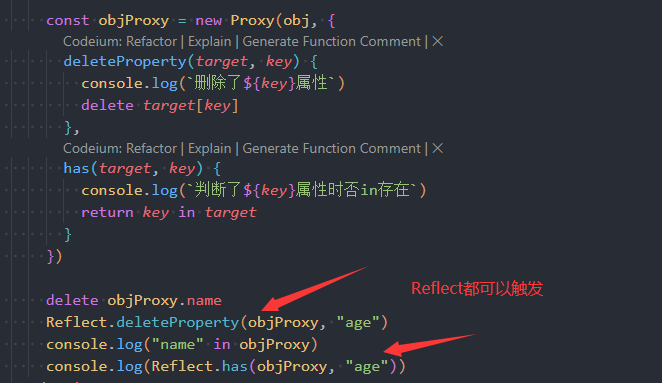 const objProxy = new Proxy(obj, {
Codeium: Refactor | Explain | Generate Function Comment | ×
deleteProperty(target, key) {
console.log(`删除了${key}属性`)
delete target[key]
},
Codeium: Refactor | Explain | Generate Function Comment | ×
has(target, key) {
console.log(`判断了${key}属性时否in存在`)
return key in target
}
})
delete objProxy.name
Reflect都可以触发
Reflect.deleteProperty(objProxy, "age")
console.log("name" in objProxy)
console.log(Reflect.has(objProxy, "age"))